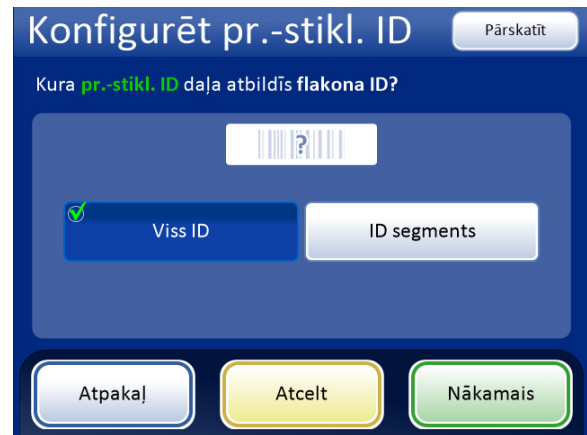 Konfigurēt pr.-stikl. ID
Pārskatīt
Kura pr.-stikl. ID daļa atbildīs flakona ID?
?
Viss ID
ID segments
Atpakaļ
Atcelt
Nākamais